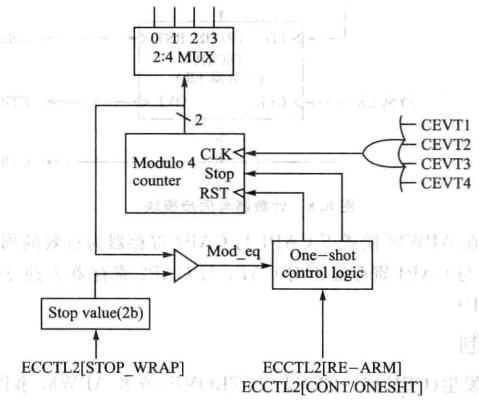 0 1 2 3
2:4 MUX
2
CEVT1
CLK
CEVT2
Modulo 4
counter
Stop
CEVT3
RST
CEVT4
Mod_eq
One-shot
control logic
Stop value(2b)
ECCTL2[STOP_WRAP]
ECCTL2[RE-ARM]
ECCTL2[CONT/ONESHT]